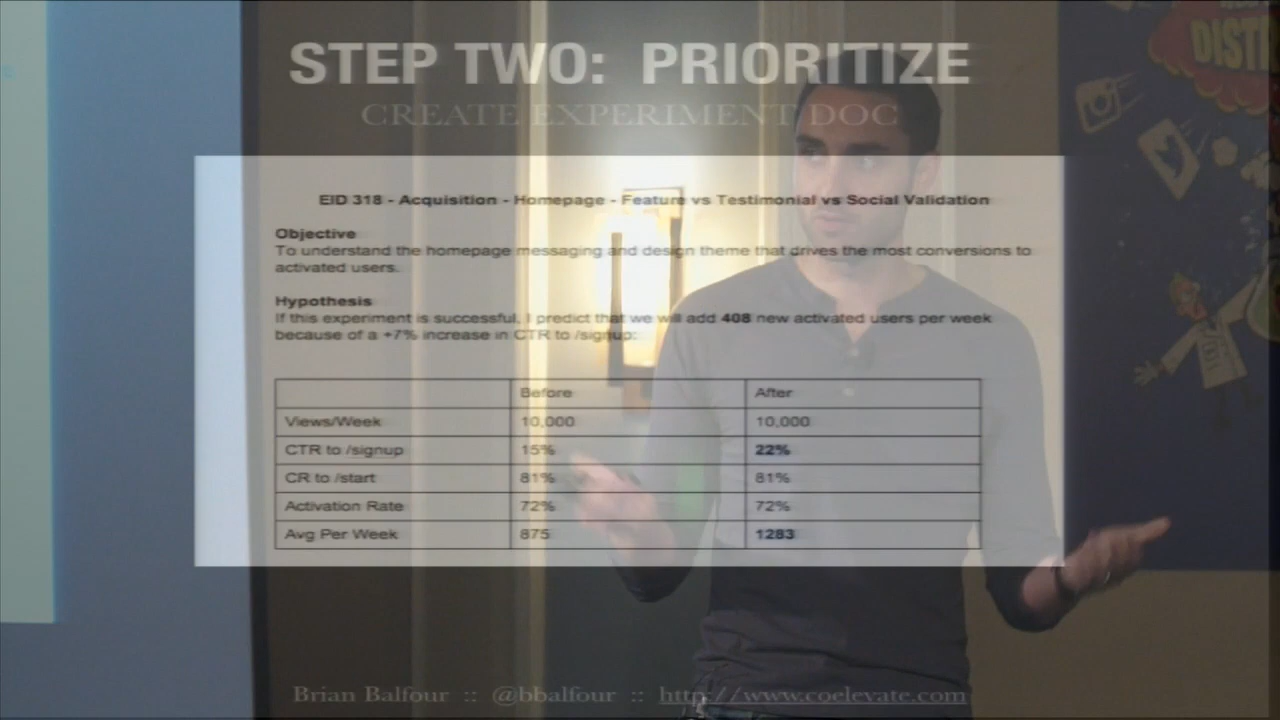 STEP TWO: PRIORITIZE
CREATE EXPERIMENT DOC
EID 318 - Acquisition - Homepage - Feature vs Testimonial vs Social Validation
Objective
To understand the homepage messaging and design theme that drives the most conversions to
activated users.
Hypothesis
If this experiment is successful, I predict that we will add 408 new activated users per week
because of a +7% increase in CTR to /signup:
Before After
Views/Week 10,000 10,000
CTR to /signup 15% 22%
CR to /start 81% 81%
Activation Rate 72% 72%
Avg Per Week 875 1283
Brian Balfour :: @bbalfour :: http://www.coelevate.com